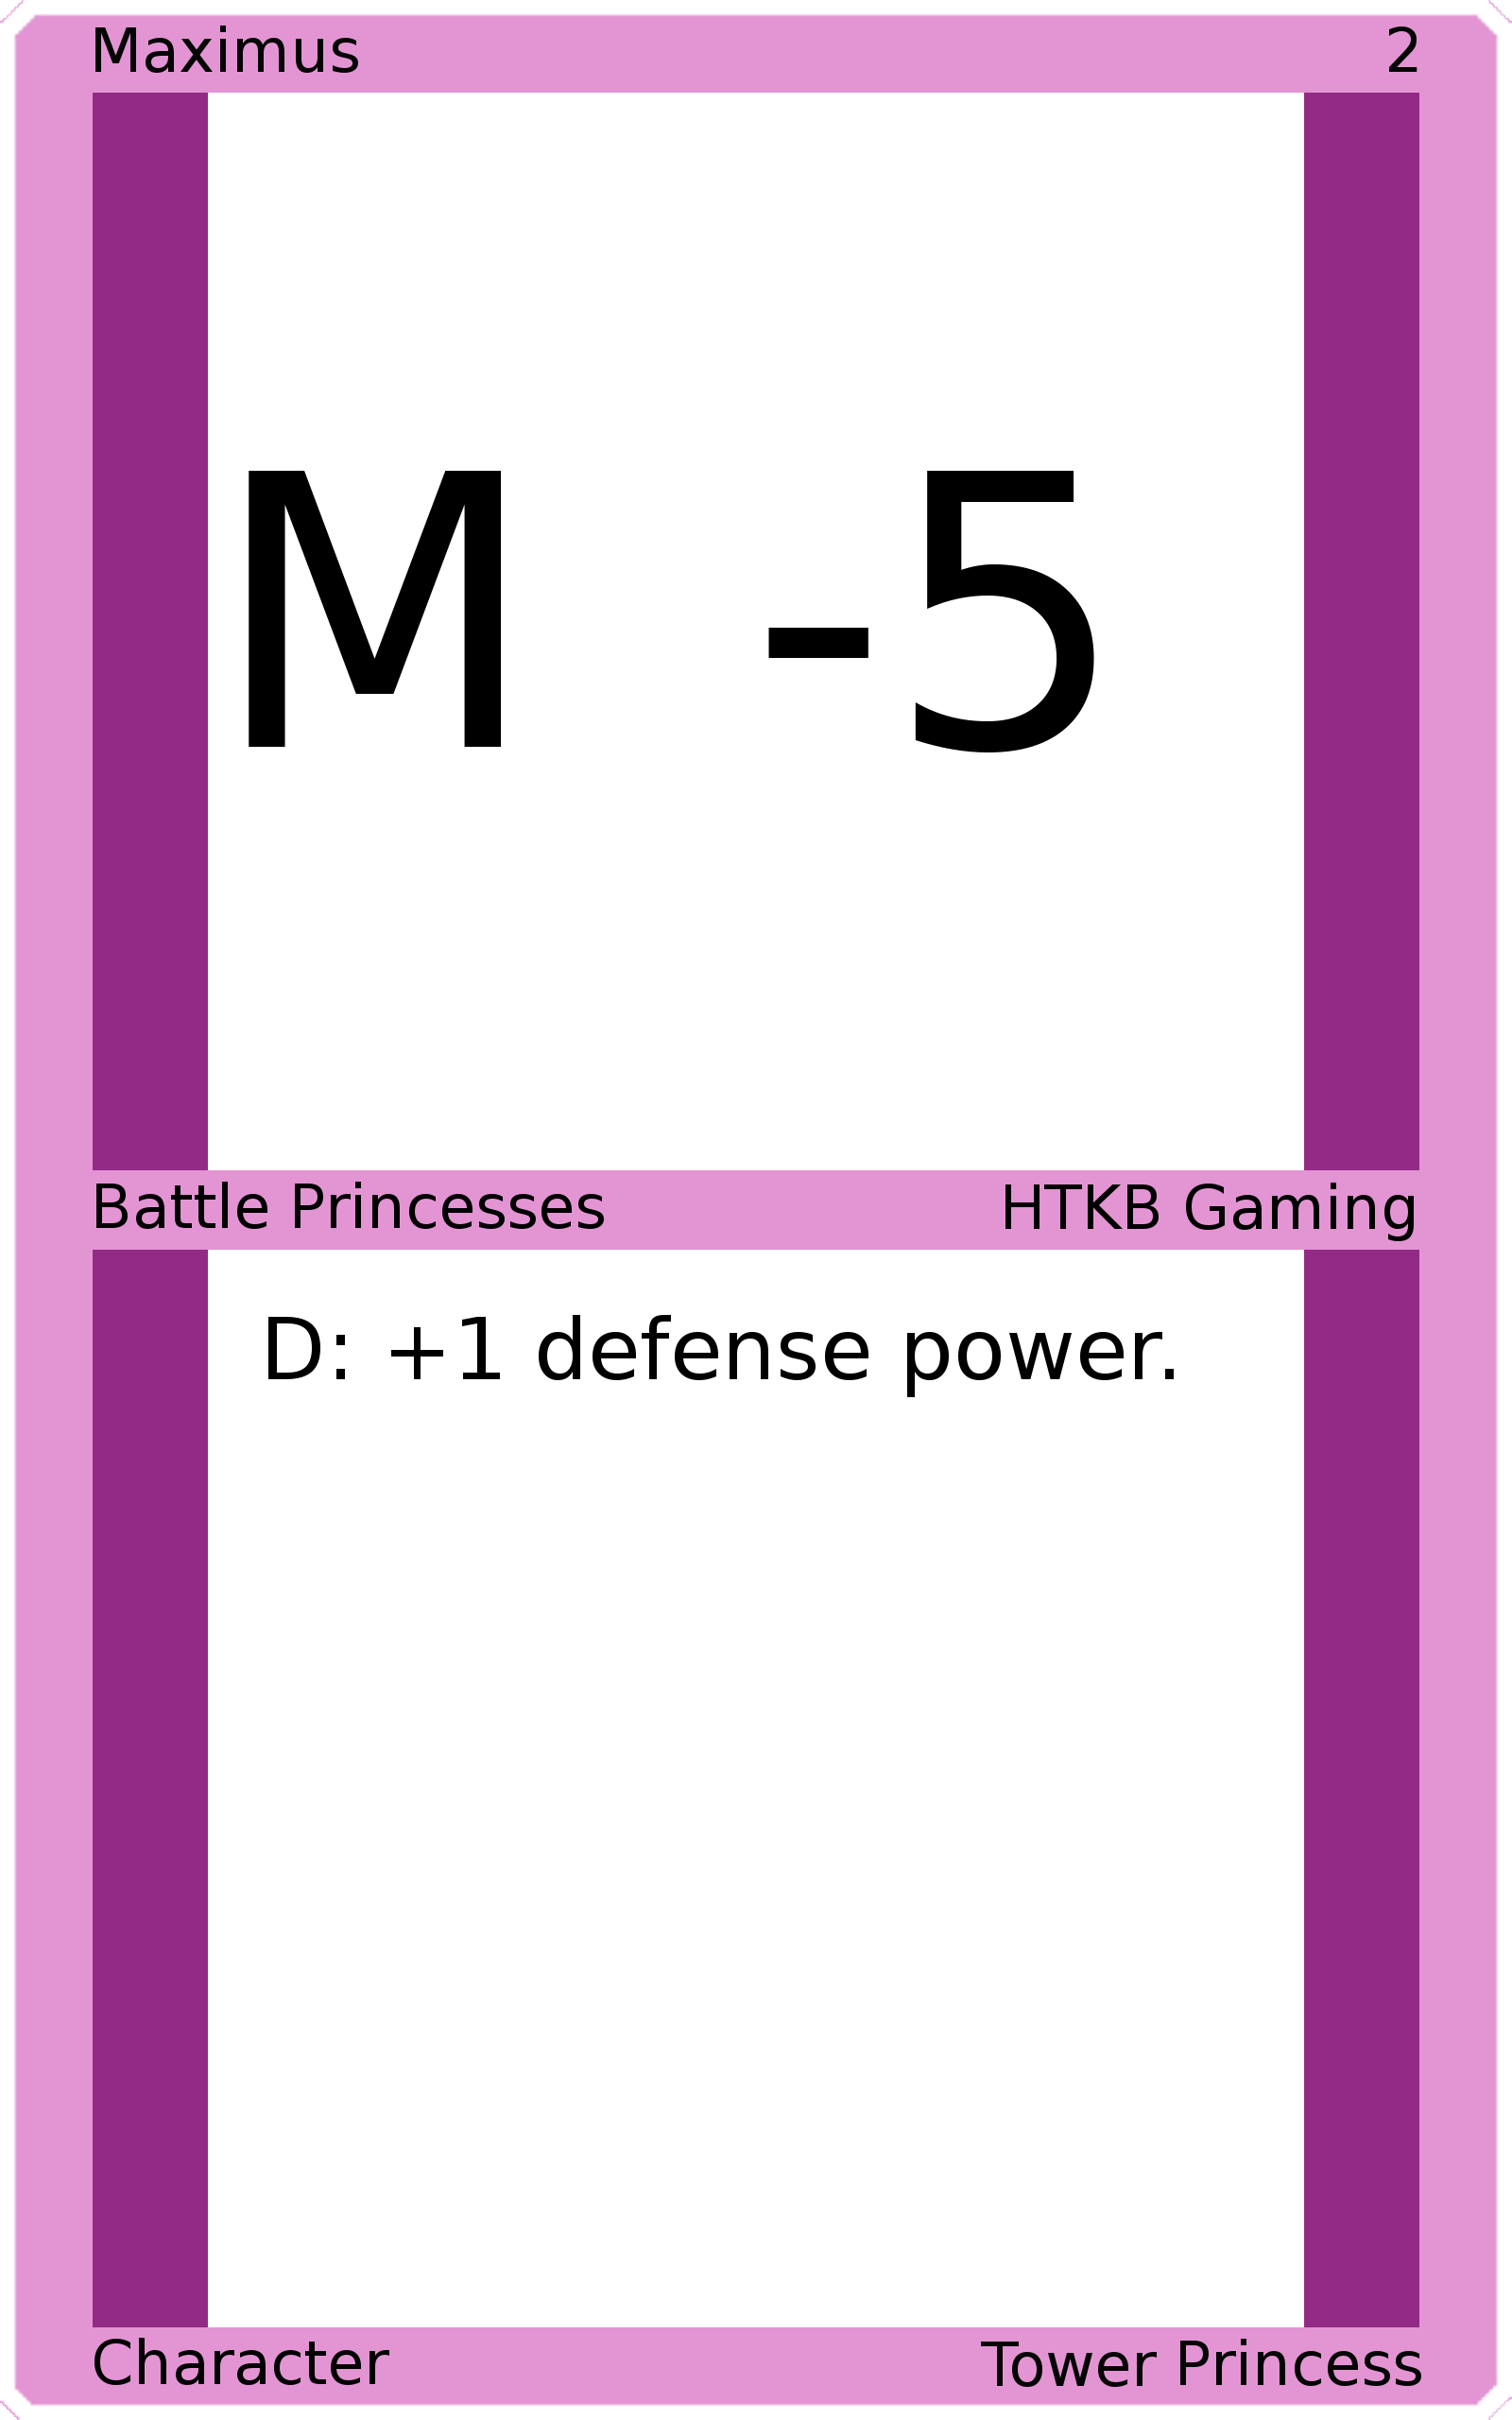 Maximus 2
M -5
Battle Princesses HTKB Gaming
D: +1 defense power.
Character Tower Princess